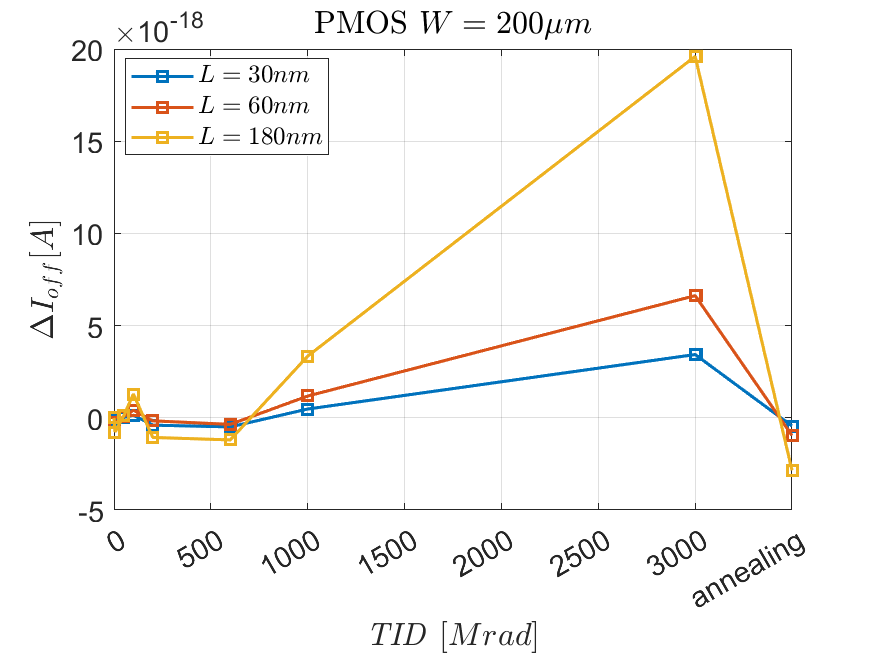 ×10-18
PMOS W = 200μm
L = 30nm
L = 60nm
L = 180nm
20
15
10
5
0
-5
ΔIoff[A]
0
500
1000
1500
2000
2500
3000
annealing
TID [Mrad]